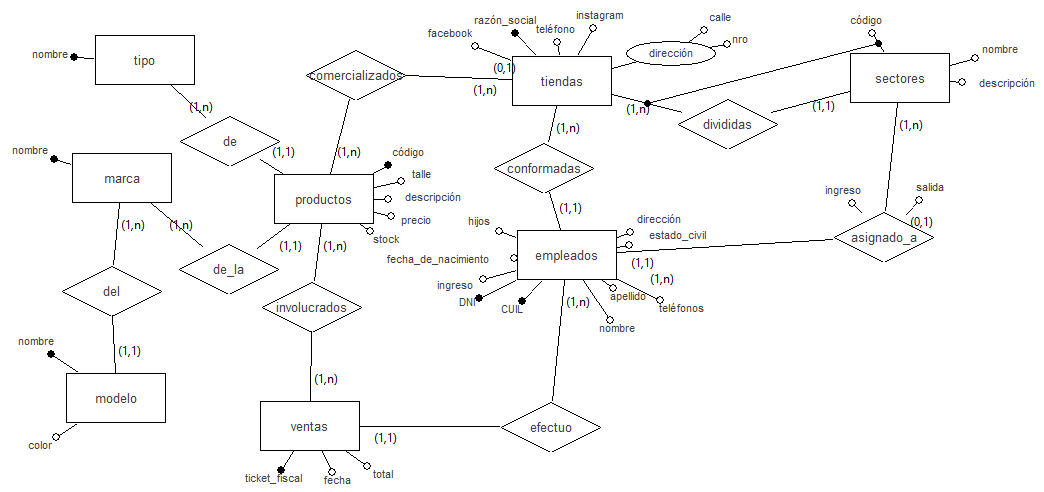 instagram
calle
razón_social
código
teléfono
facebook
nro
nombre
dirección
nombre
tipo
(0,1)
comercializados
tiendas
sectores
descripción
(1,n)
(1,n)
(1,n)
(1,1)
divididas
(1,n)
(1,n)
de
nombre
(1,1)
(1,n)
código
conformadas
talle
marca
ingreso
salida
productos
descripción
(1,1)
precio
hijos
dirección
(0,1)
(1,n)
(1,n)
stock
estado_civil
asignado_a
(1,1)
(1,n)
empleados
fecha_de_nacimiento
(1,1)
de_la
(1,n)
ingreso
del
apellido
DNI
(1,n)
involucrados
CUIL
teléfonos
nombre
nombre
(1,1)
(1,n)
modelo
ventas
efectuo
(1,1)
color
ticket_fiscal
fecha
total